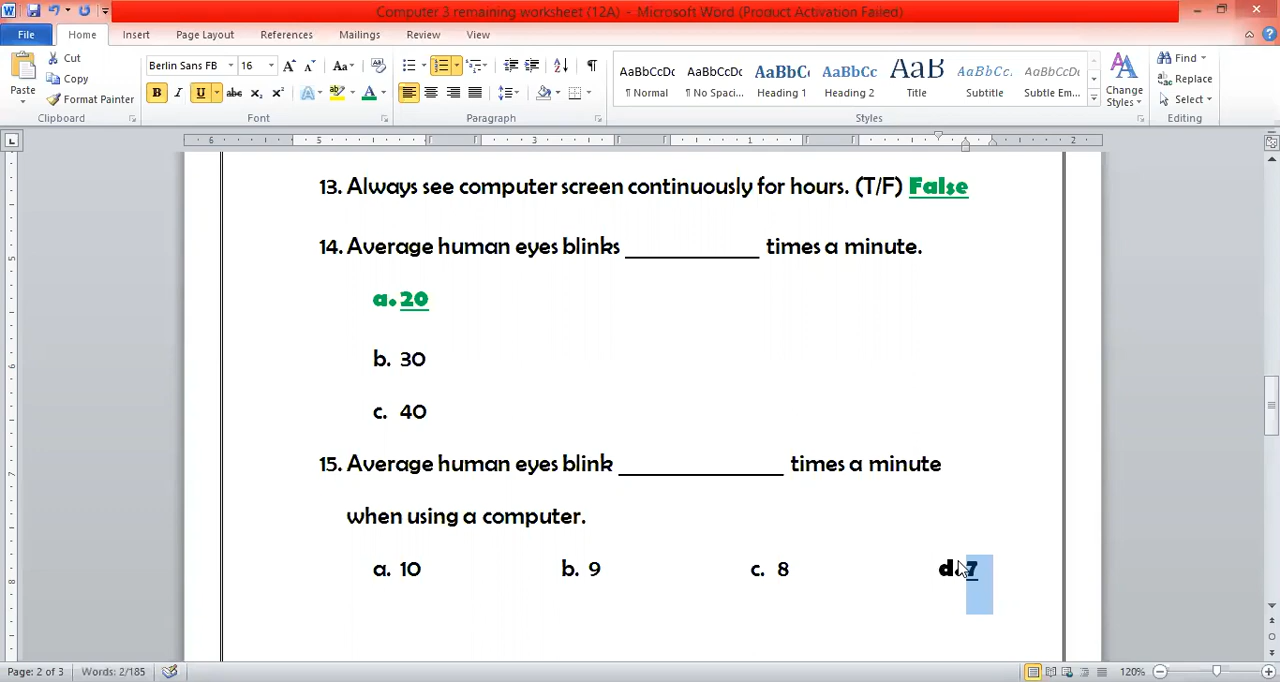 Computer 3 remaining worksheet (12A) - Microsoft Word (Product Activation Failed)
File Home Insert Page Layout References Mailings Review View
Paste Cut Copy Format Painter
Berlin Sans FB 16
AaBbCcDc AaBbCcDc AaBbC AaBbCc AaB AaBbCc. AaBbCcDc
¶ Normal ¶ No Spaci... Heading 1 Heading 2 Title Subtitle Subtle Em...
Change Styles
Find Replace Select
Clipboard Font Paragraph Styles Editing
13. Always see computer screen continuously for hours. (T/F) False
14. Average human eyes blinks ____________ times a minute.
a. 20
b. 30
c. 40
15. Average human eyes blink _______________ times a minute
when using a computer.
a. 10 b. 9 c. 8 d. 7
Page: 2 of 3 Words: 2/185 120%